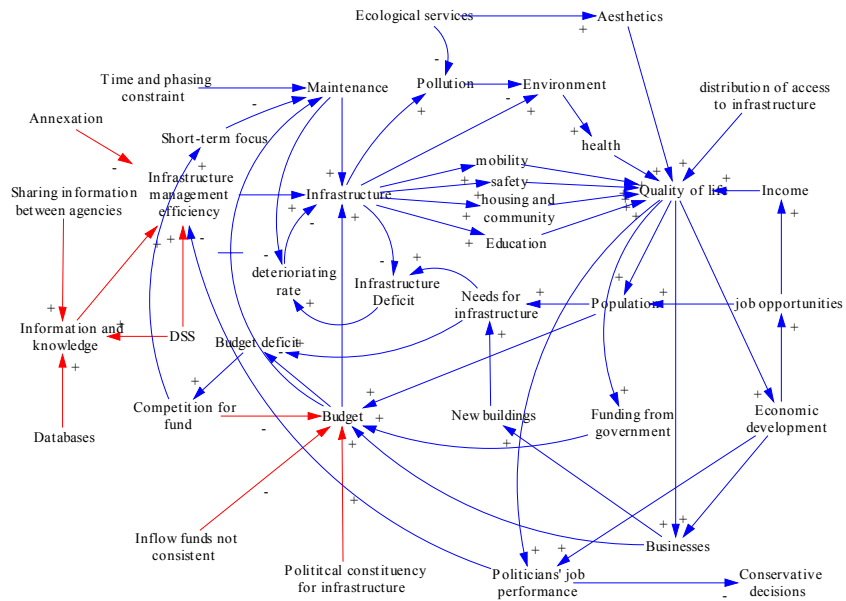 Ecological services
Aesthetics
Time and phasing
constraint
Maintenance
Pollution
Environment
distribution of access
to infrastructure
Annexation
Short-term focus
health
Sharing information
between agencies
Infrastructure
management
efficiency
Infrastructure
mobility
safety
housing and
community
Education
Quality of life
Income
deterioriating
rate
Infrastructure
Deficit
Needs for
infrastructure
Population
job opportunities
Information and
knowledge
DSS
Budget deficit
Competition for
fund
Budget
New buildings
Funding from
government
Economic
development
Databases
Inflow funds not
consistent
Polititcal constituency
for infrastructure
Businesses
Politicians' job
performance
Conservative
decisions